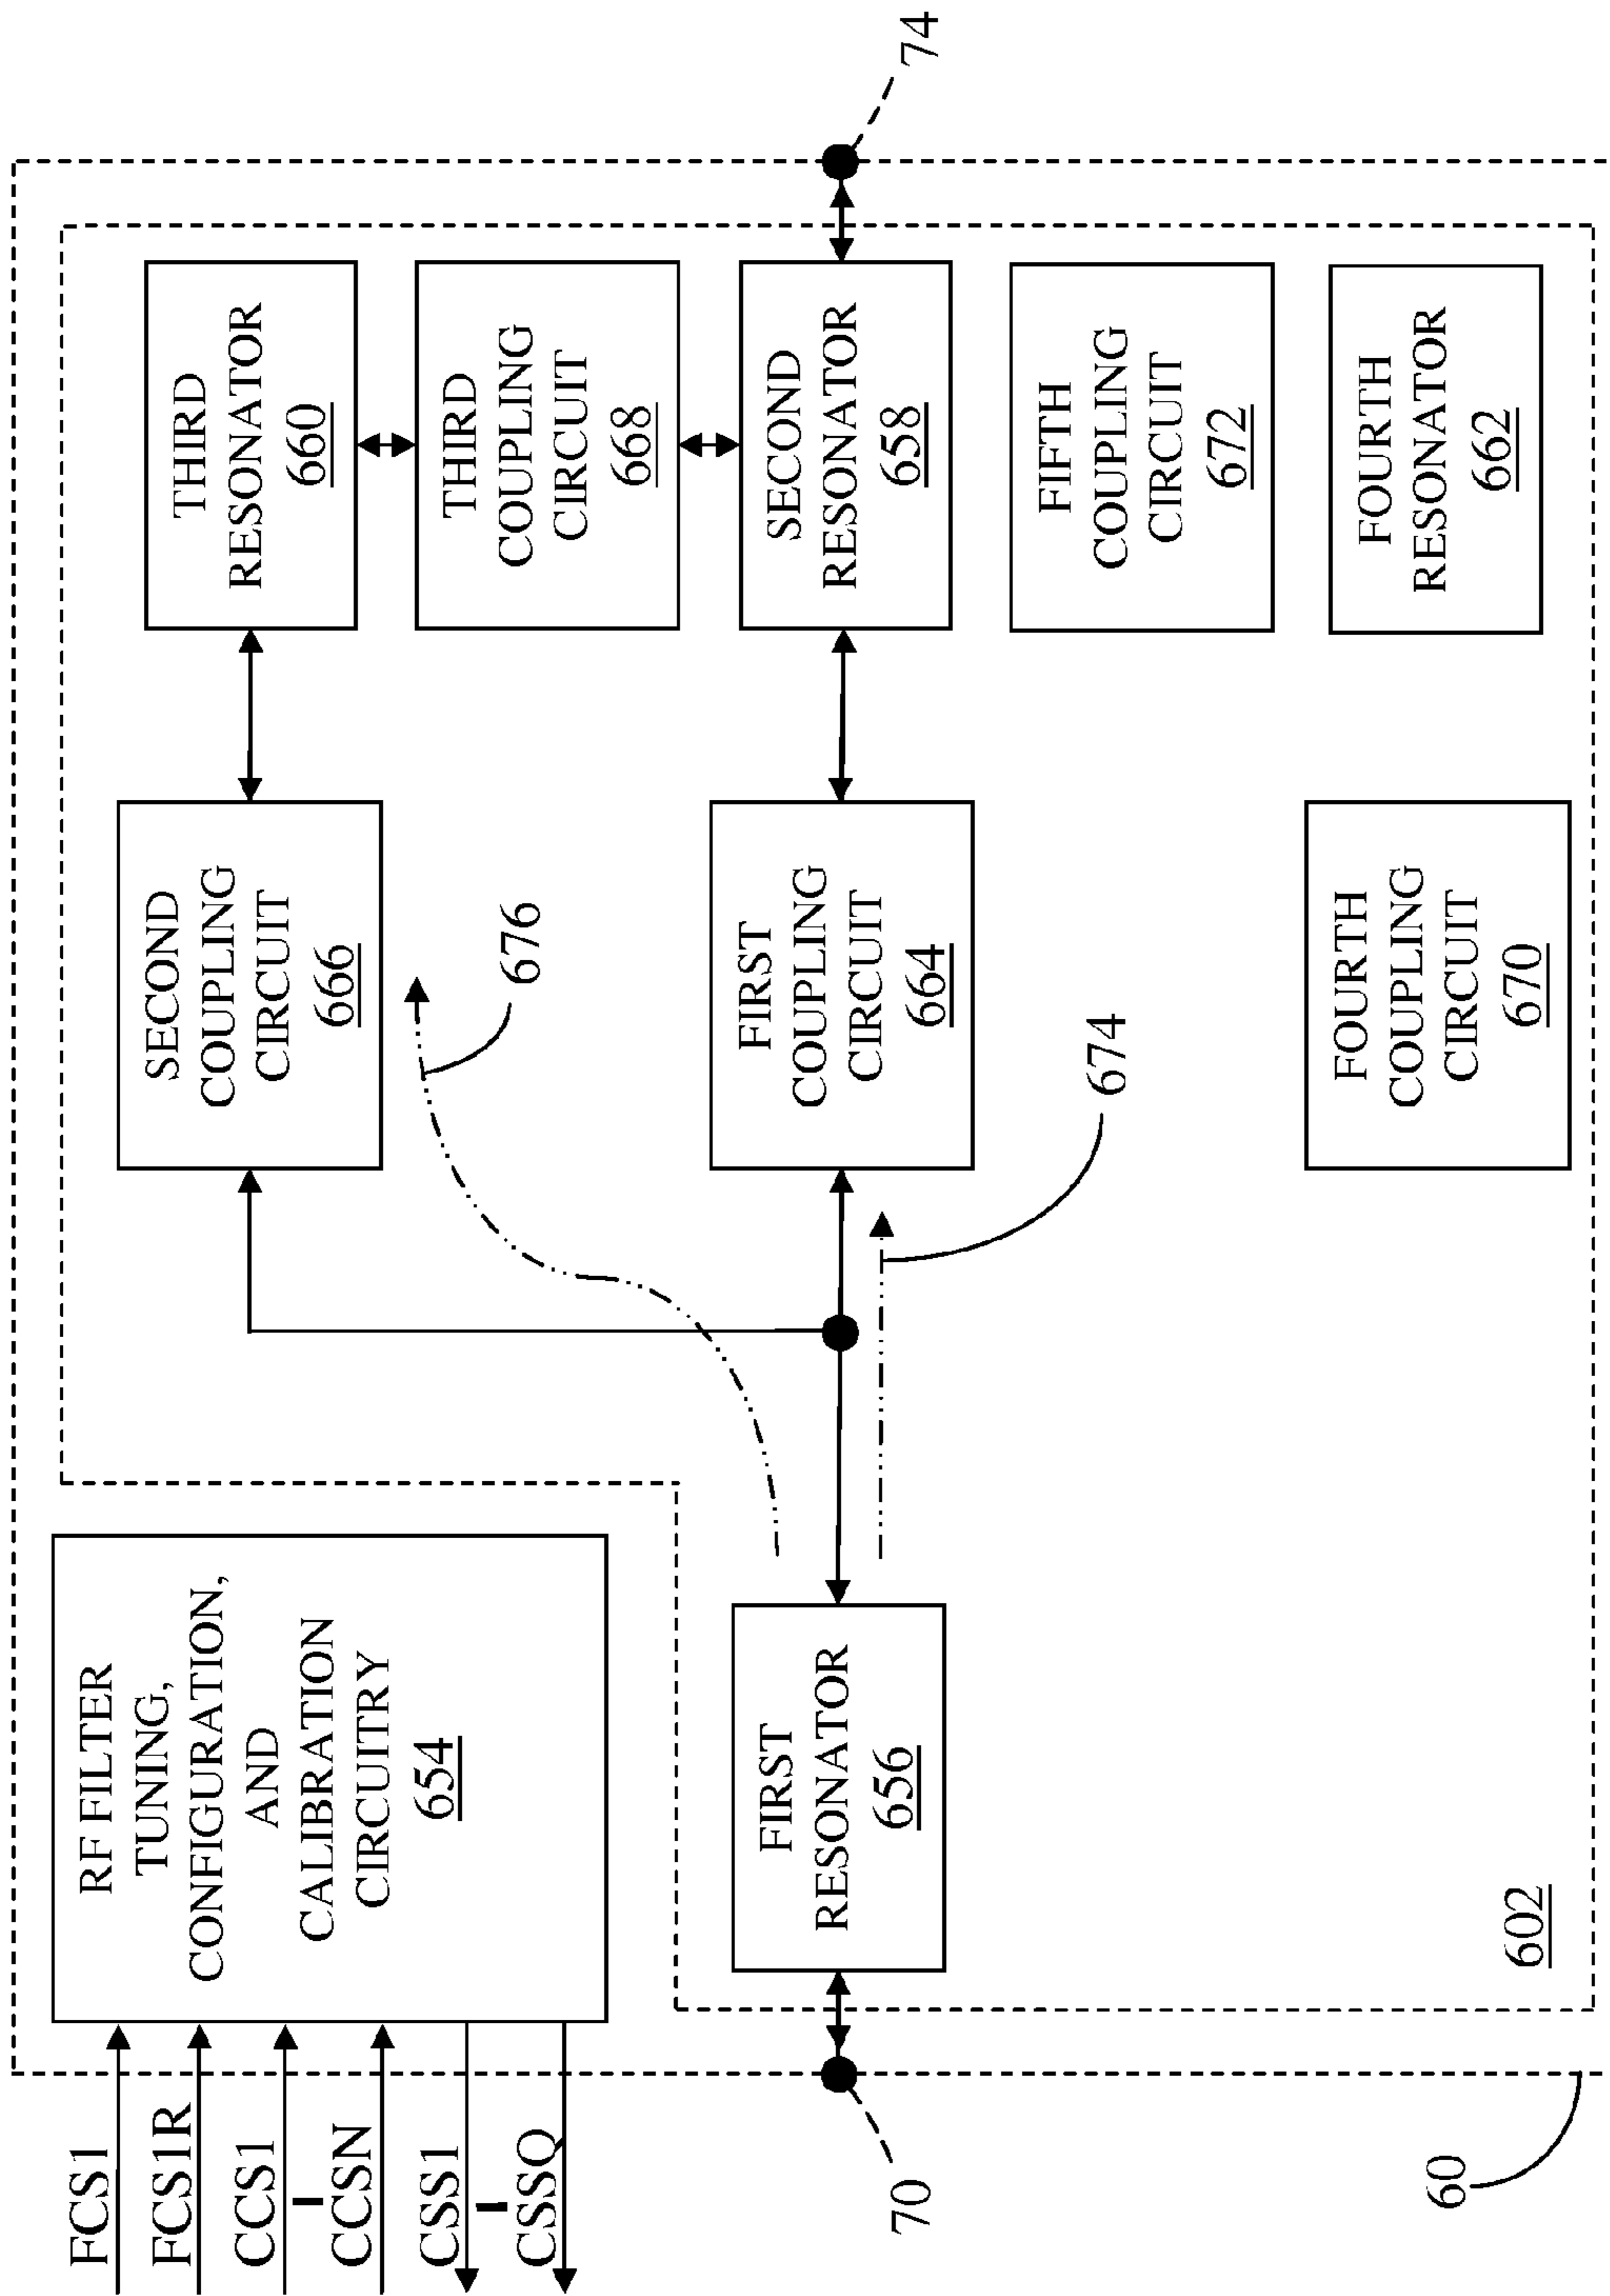 FCS1
FCS1R
CCS1
-
CCSN
CSS1
-
CSSQ
RF FILTER
TUNING,
CONFIGURATION,
AND
CALIBRATION
CIRCUITRY
654
SECOND
COUPLING
CIRCUIT
666
THIRD
RESONATOR
660
676
THIRD
COUPLING
CIRCUIT
668
70
FIRST
RESONATOR
656
FIRST
COUPLING
CIRCUIT
664
SECOND
RESONATOR
658
74
674
FIFTH
COUPLING
CIRCUIT
672
FOURTH
COUPLING
CIRCUIT
670
FOURTH
RESONATOR
662
602
60